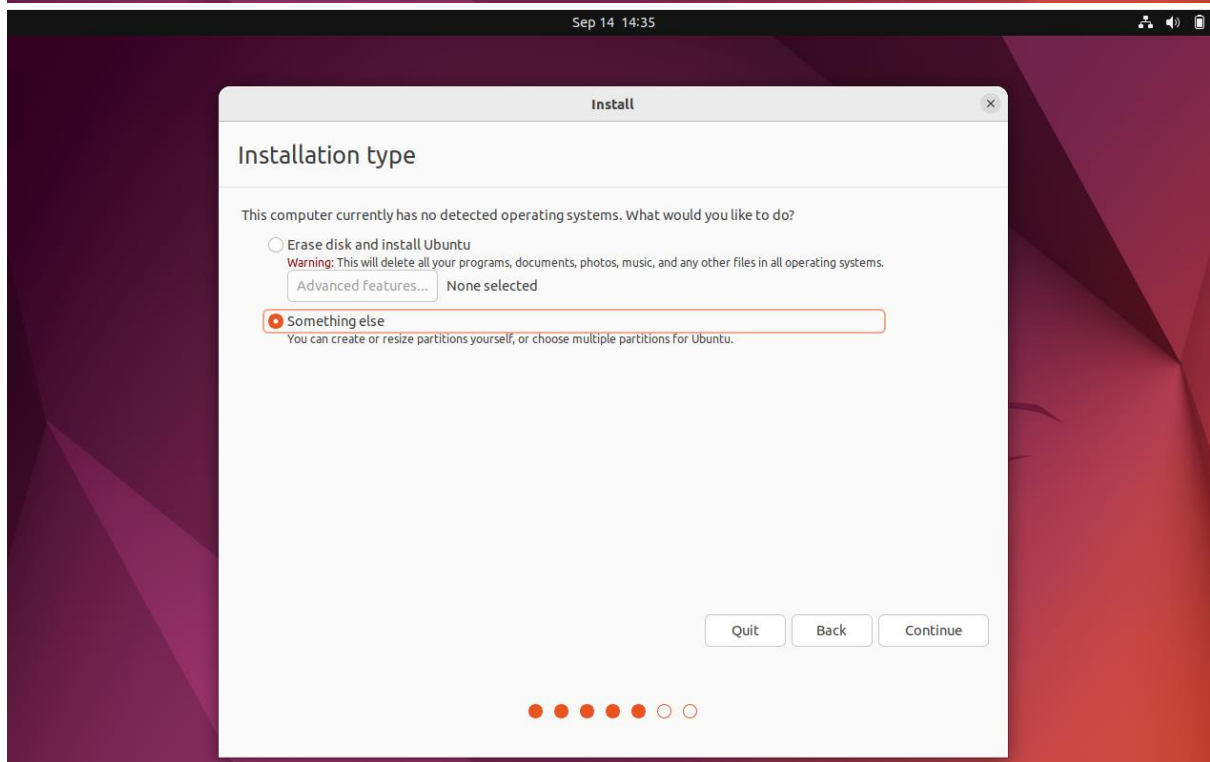 Sep 14 14:35
Install
Installation type
This computer currently has no detected operating systems. What would you like to do?
Erase disk and install Ubuntu
Warning: This will delete all your programs, documents, photos, music, and any other files in all operating systems.
Advanced features... None selected
Something else
You can create or resize partitions yourself, or choose multiple partitions for Ubuntu.
Quit Back Continue